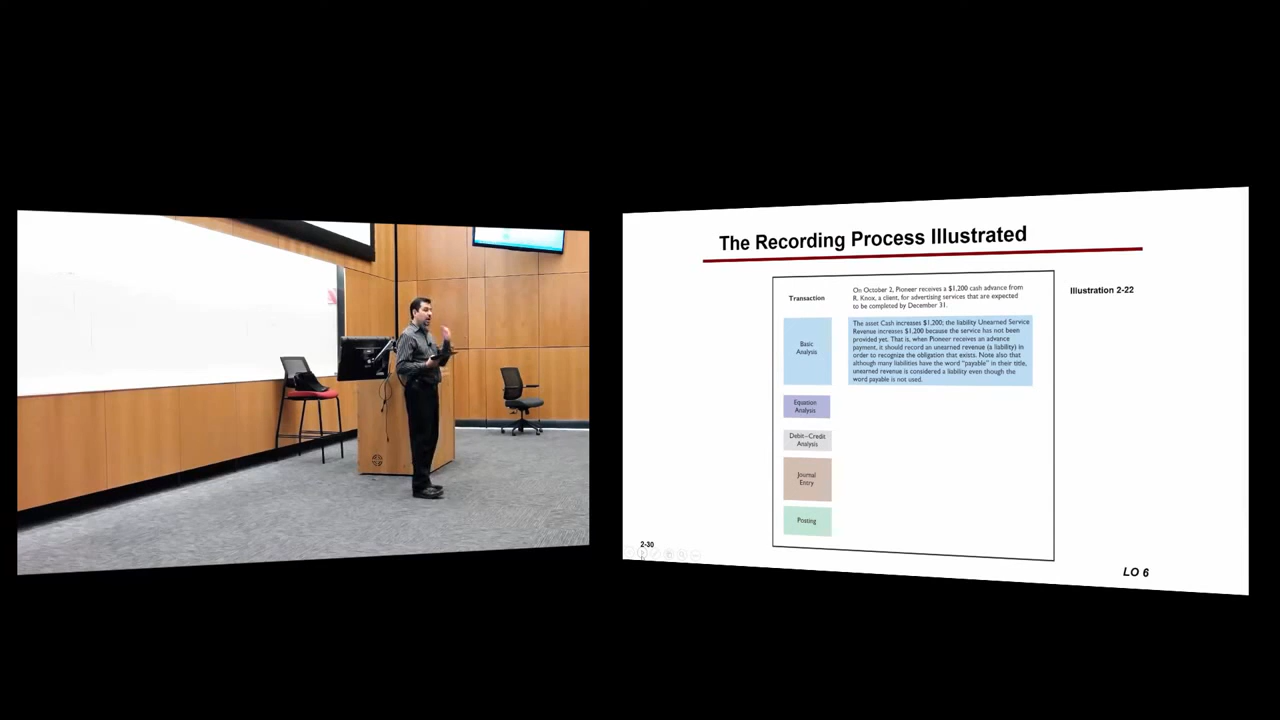 The Recording Process Illustrated
Illustration 2-22
Transaction
On October 2, Pioneer receives a $1,200 cash advance from
R. Knox, a client, for advertising services that are expected
to be completed by December 31.
Basic
Analysis
The asset Cash increases $1,200; the liability Unearned Service
Revenue increases $1,200 because the service has not been
provided yet. That is, when Pioneer receives an advance
payment, it should record an unearned revenue (a liability) in
order to recognize the obligation that exists. Note also that
although many liabilities have the word "payable" in their title,
unearned revenue is considered a liability even though the
word payable is not used.
Equation
Analysis
Debit–Credit
Analysis
Journal
Entry
Posting
2-30
LO 6